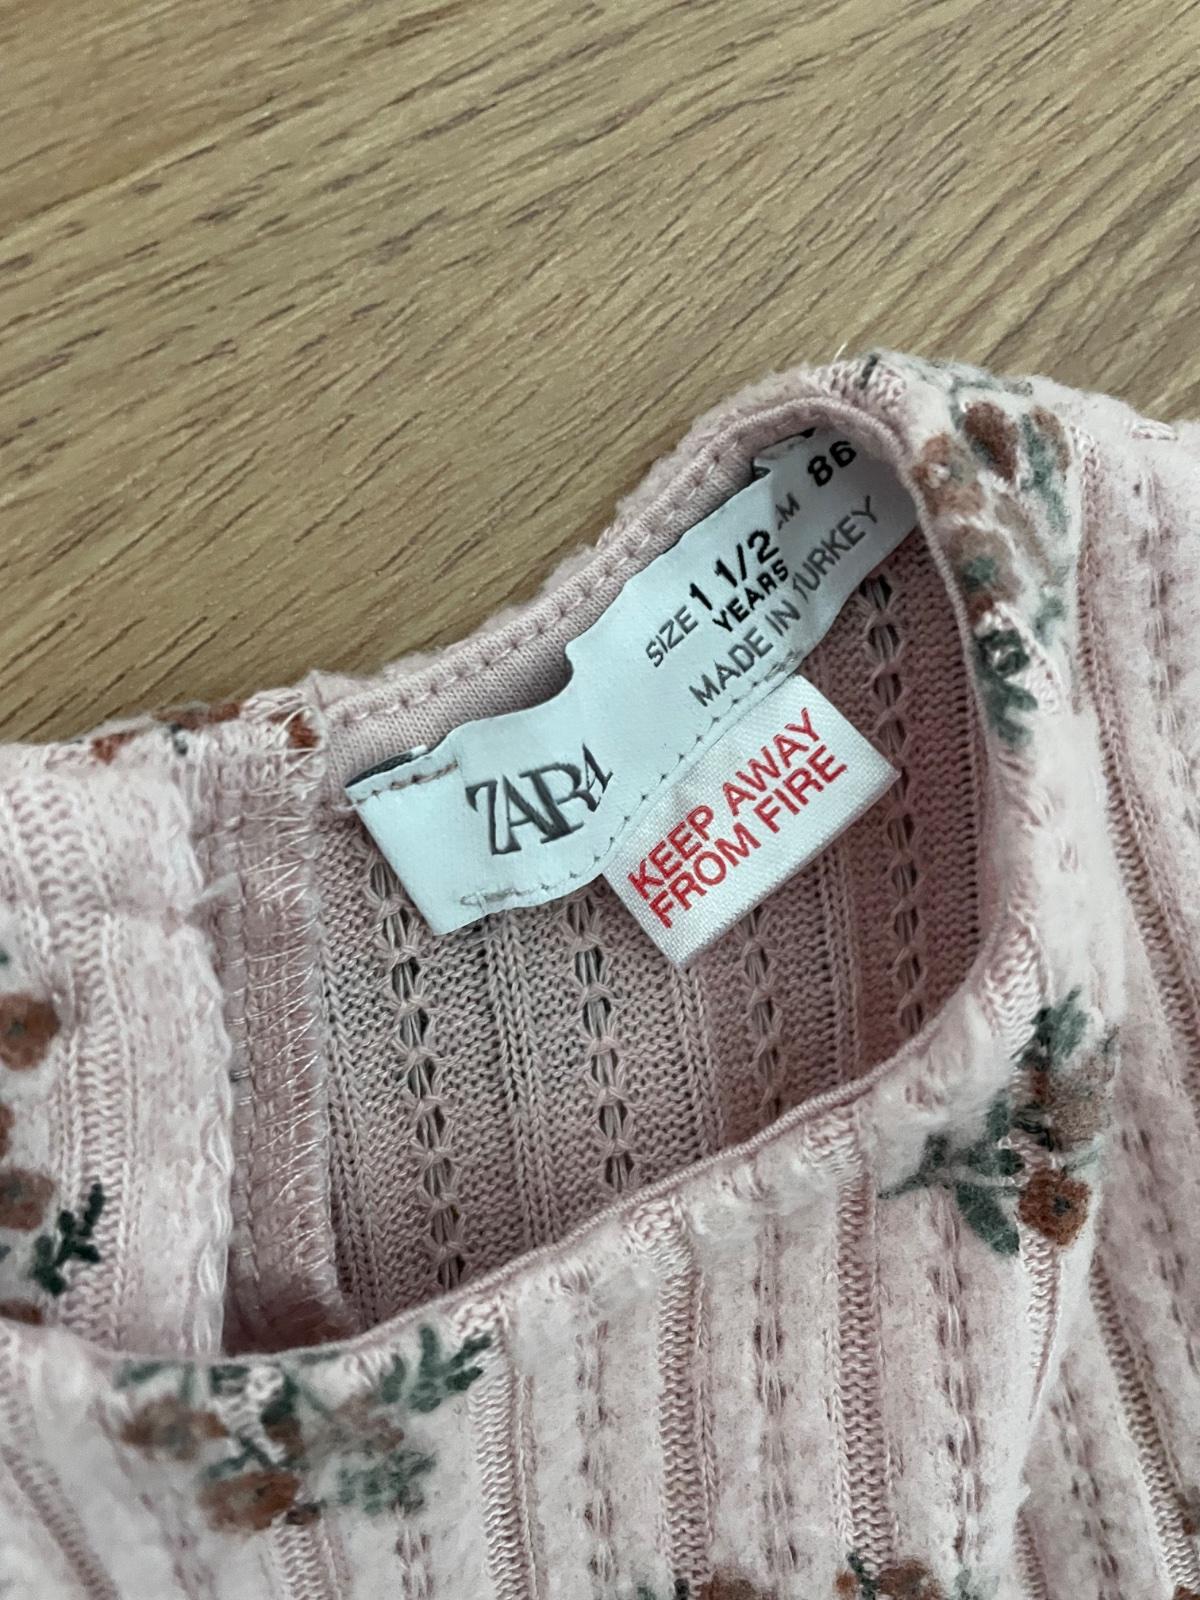 ZARA
SIZE 1 1/2
YEARS
86
MADE IN TURKEY
KEEP AWAY
FROM FIRE